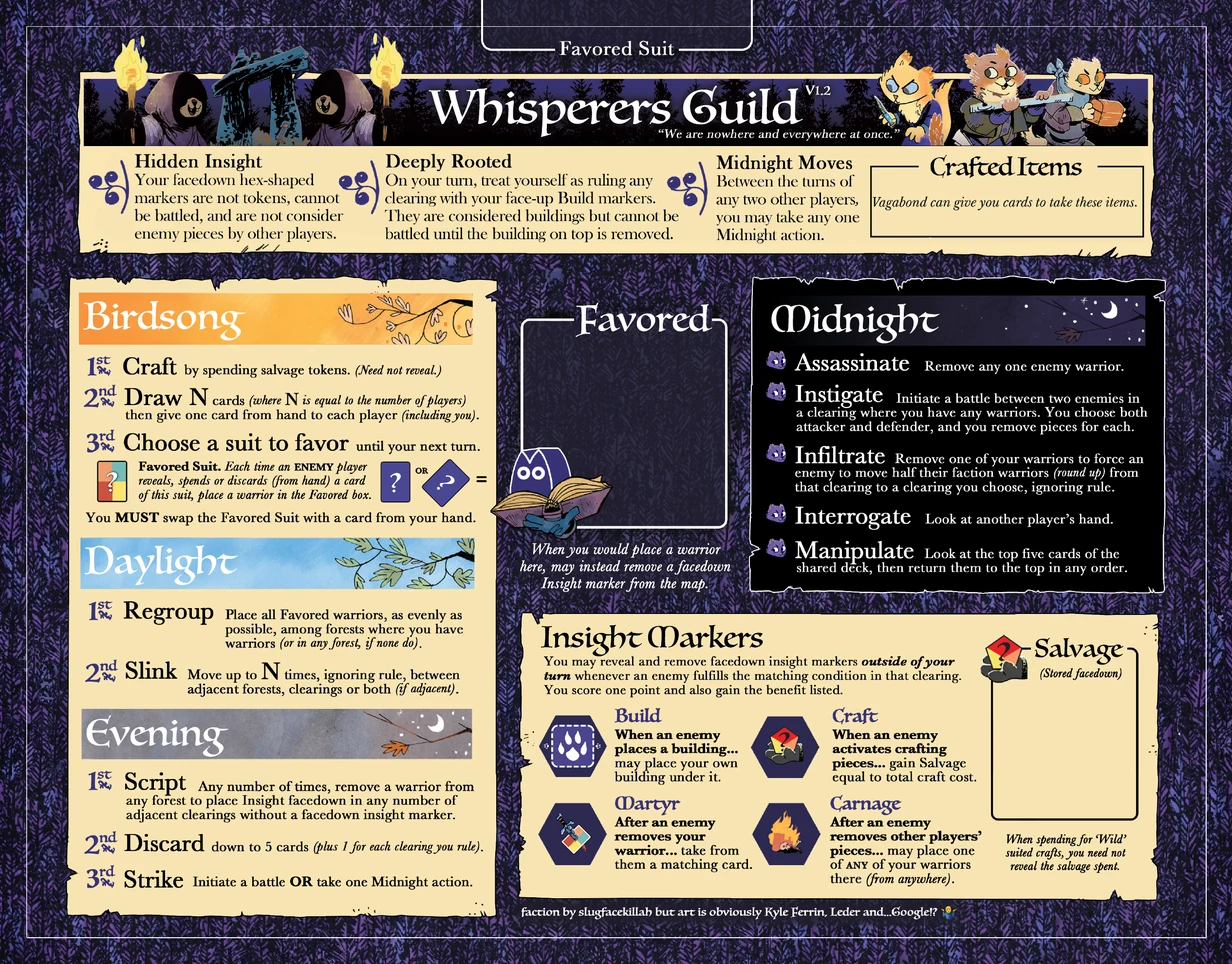 Favored Suit
Whisperers Guild V1.2
"We are nowhere and everywhere at once."
Hidden Insight
Your facedown hex-shaped
markers are not tokens, cannot
be battled, and are not consider
enemy pieces by other players.
Deeply Rooted
On your turn, treat yourself as ruling any
clearing with your face-up Build markers.
They are considered buildings but cannot be
battled until the building on top is removed.
Midnight Moves
Between the turns of
any two other players,
you may take any one
Midnight action.
Crafted Items
Vagabond can give you cards to take these items.
Birdsong
1st Craft by spending salvage tokens. (Need not reveal.)
2nd Draw N cards (where N is equal to the number of players)
then give one card from hand to each player (including you).
3rd Choose a suit to favor until your next turn.
? Favored Suit. Each time an ENEMY player
reveals, spends or discards (from hand) a card
of this suit, place a warrior in the Favored box.
? OR ? =
You MUST swap the Favored Suit with a card from your hand.
Daylight
1st Regroup Place all Favored warriors, as evenly as
possible, among forests where you have
warriors (or in any forest, if none do).
2nd Slink Move up to N times, ignoring rule, between
adjacent forests, clearings or both (if adjacent).
Evening
1st Script Any number of times, remove a warrior from
any forest to place Insight facedown in any number of
adjacent clearings without a facedown insight marker.
2nd Discard down to 5 cards (plus 1 for each clearing you rule).
3rd Strike Initiate a battle OR take one Midnight action.
Favored
When you would place a warrior
here, may instead remove a facedown
Insight marker from the map.
Midnight
Assassinate Remove any one enemy warrior.
Instigate Initiate a battle between two enemies in
a clearing where you have any warriors. You choose both
attacker and defender, and you remove pieces for each.
Infiltrate Remove one of your warriors to force an
enemy to move half their faction warriors (round up) from
that clearing to a clearing you choose, ignoring rule.
Interrogate Look at another player's hand.
Manipulate Look at the top five cards of the
shared deck, then return them to the top in any order.
Insight Markers
You may reveal and remove facedown insight markers outside of your
turn whenever an enemy fulfills the matching condition in that clearing.
You score one point and also gain the benefit listed.
Build
When an enemy
places a building...
may place your own
building under it.
Craft
When an enemy
activates crafting
pieces... gain Salvage
equal to total craft cost.
Martyr
After an enemy
removes your
warrior... take from
them a matching card.
Carnage
After an enemy
removes other players'
pieces... may place one
of ANY of your warriors
there (from anywhere).
? Salvage
(Stored facedown)
When spending for 'Wild'
suited crafts, you need not
reveal the salvage spent.
faction by slugfacekillah but art is obviously Kyle Ferrin, Leder and...Google!? 🤷‍♂️